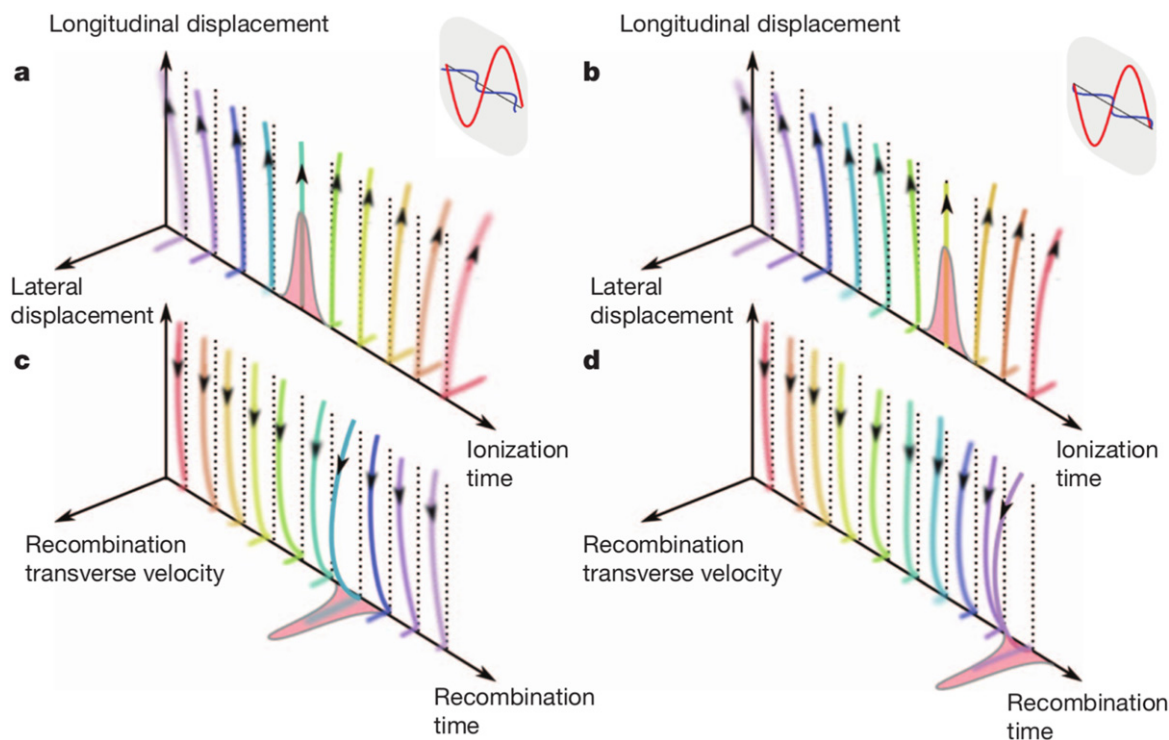 Longitudinal displacement
a
Lateral
displacement
Ionization
time
Longitudinal displacement
b
Lateral
displacement
Ionization
time
c
Recombination
transverse velocity
Recombination
time
d
Recombination
transverse velocity
Recombination
time